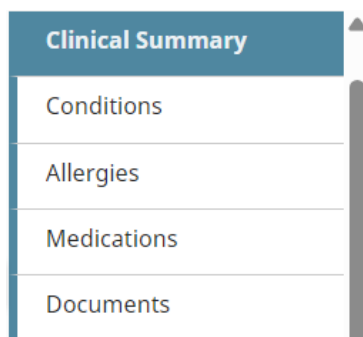 Clinical Summary
Conditions
Allergies
Medications
Documents